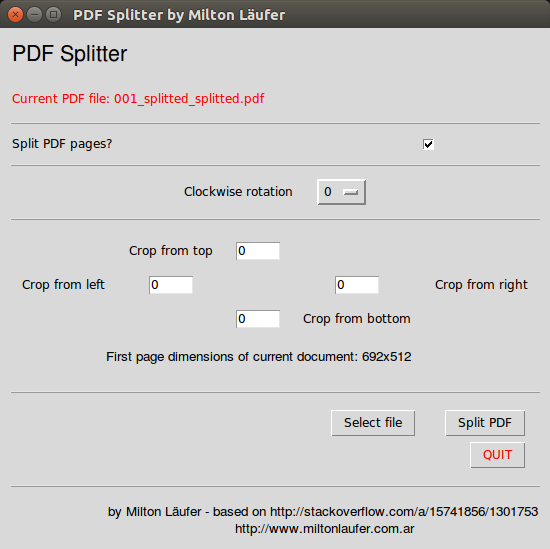 PDF Splitter by Milton Läufer
PDF Splitter
Current PDF file: 001_splitted_splitted.pdf
Split PDF pages?
Clockwise rotation 0
Crop from top 0
Crop from left 0 0 Crop from right
0 Crop from bottom
First page dimensions of current document: 692x512
Select file Split PDF
QUIT
by Milton Läufer - based on http://stackoverflow.com/a/15741856/1301753
http://www.miltonlaufer.com.ar